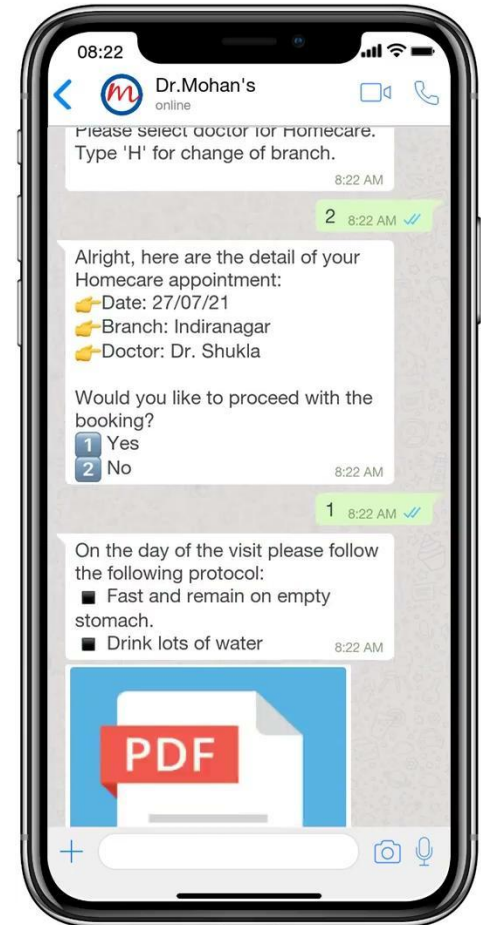 08:22
m
Dr.Mohan's
online
Please select doctor for Homecare.
Type 'H' for change of branch.
8:22 AM
2 8:22 AM
Alright, here are the detail of your
Homecare appointment:
👉Date: 27/07/21
👉Branch: Indiranagar
👉Doctor: Dr. Shukla
Would you like to proceed with the
booking?
1️⃣ Yes
2️⃣ No
8:22 AM
1 8:22 AM
On the day of the visit please follow
the following protocol:
▪ Fast and remain on empty
stomach.
▪ Drink lots of water
8:22 AM
PDF